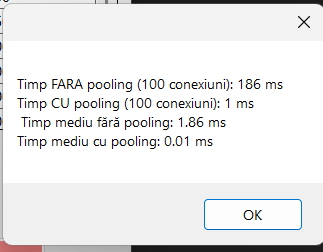 Timp FARA pooling (100 conexiuni): 186 ms
Timp CU pooling (100 conexiuni): 1 ms
Timp mediu fără pooling: 1.86 ms
Timp mediu cu pooling: 0.01 ms
OK